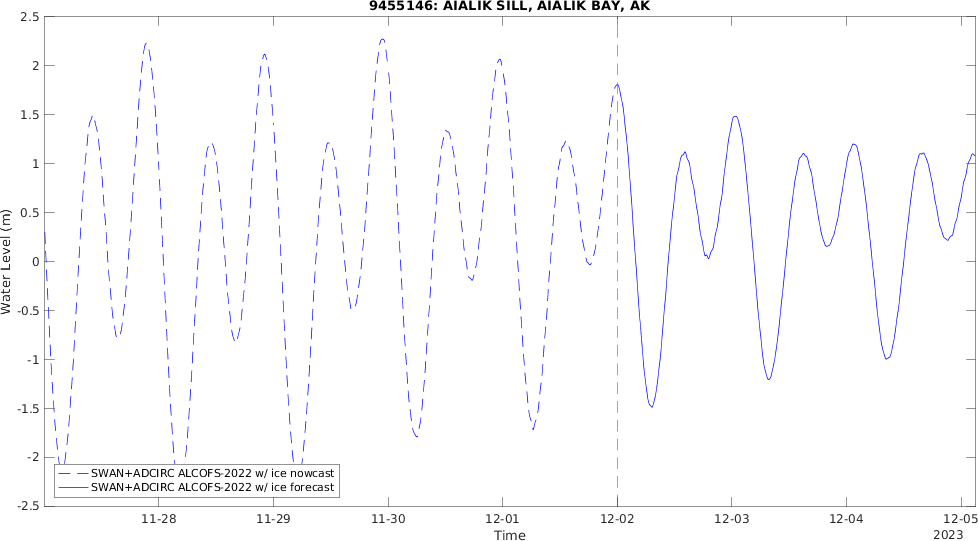 9455146: AIALIK SILL, AIALIK BAY, AK
2.5
2
1.5
1
0.5
0
-0.5
-1
-1.5
-2
-2.5
Water Level (m)
SWAN+ADCIRC ALCOFS-2022 w/ ice nowcast
SWAN+ADCIRC ALCOFS-2022 w/ ice forecast
11-28 11-29 11-30 12-01 12-02 12-03 12-04 12-05
Time
2023